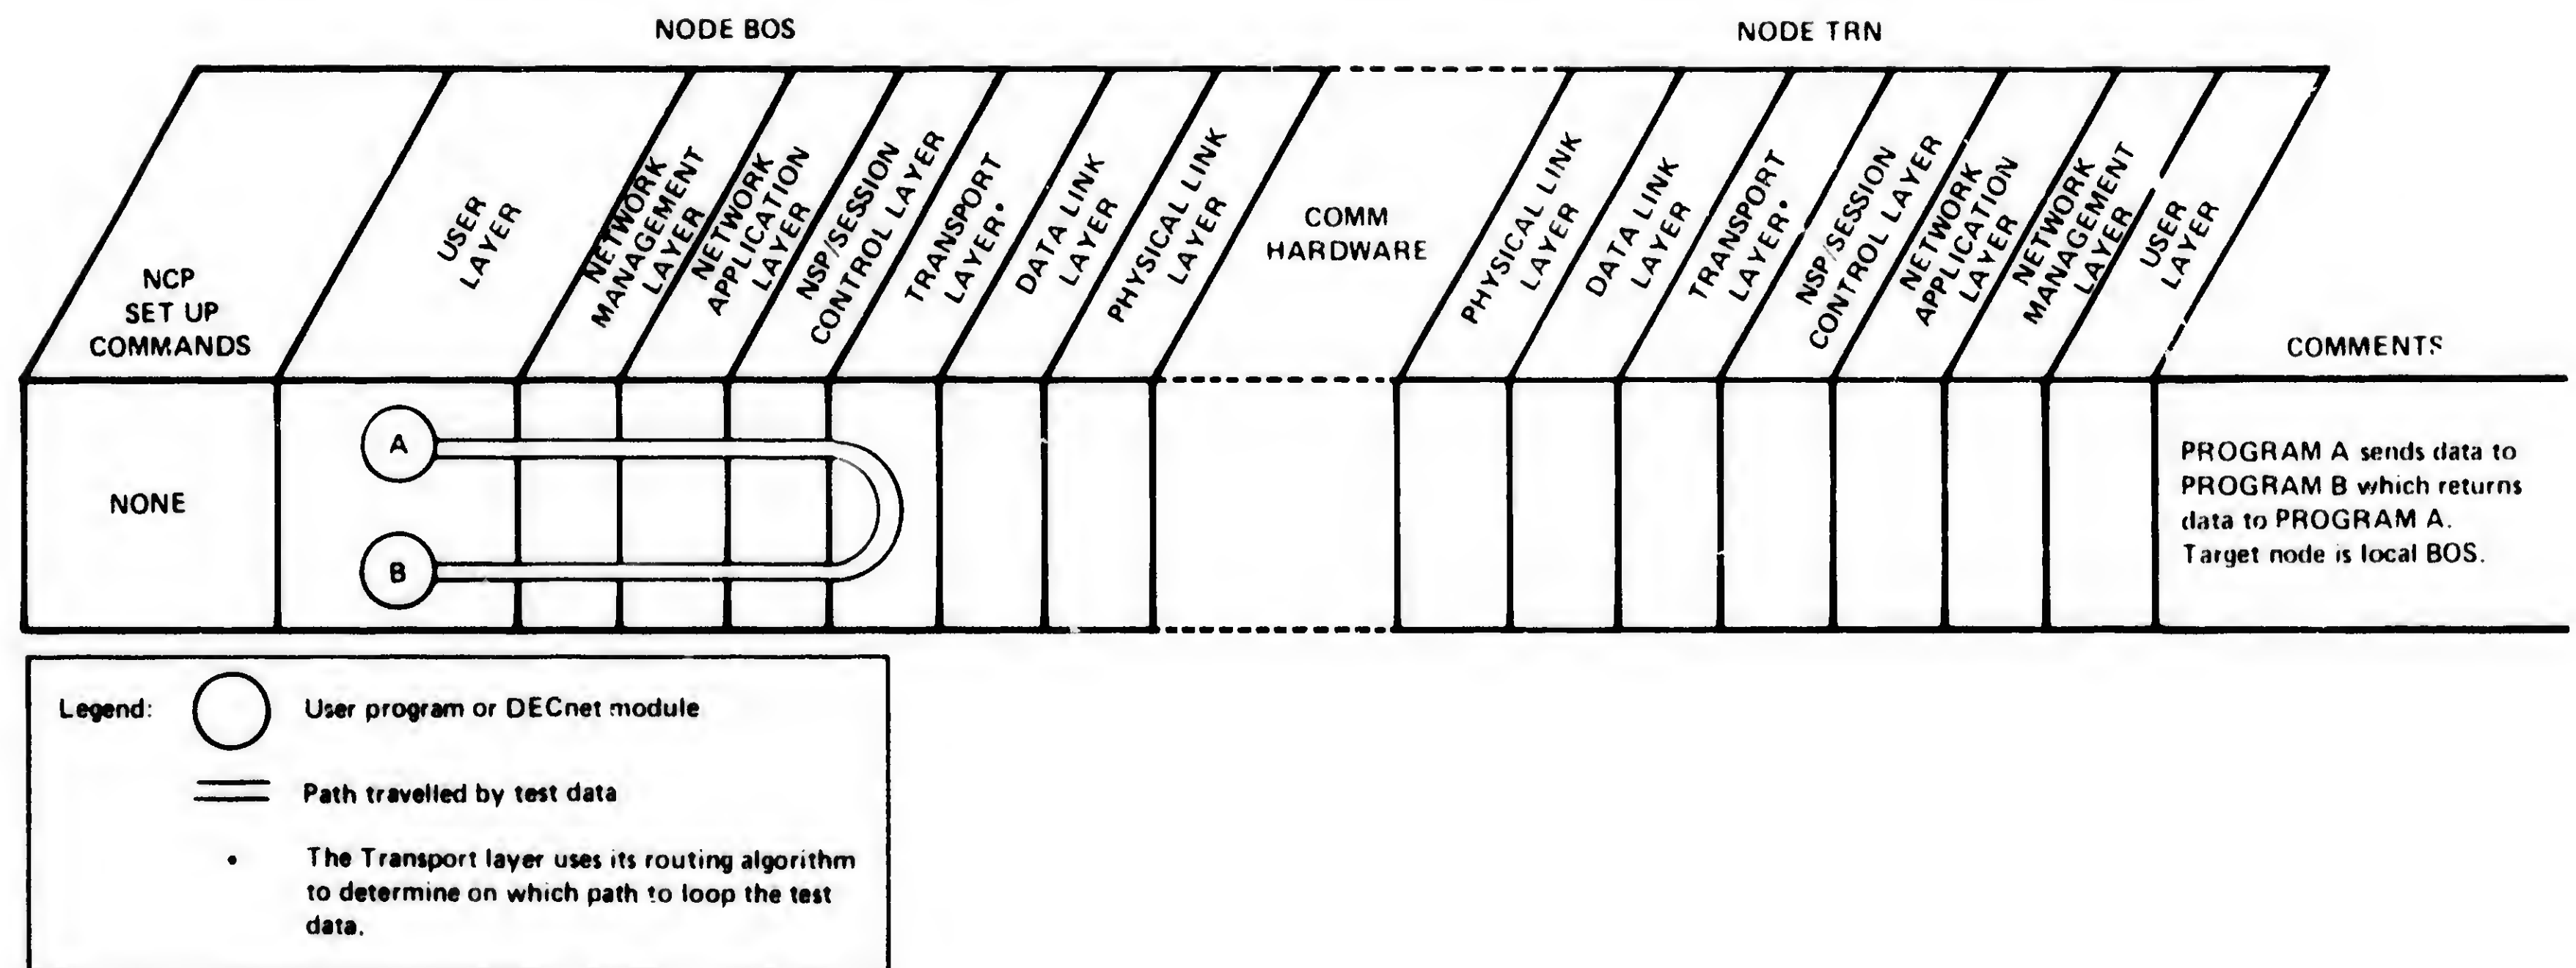 NODE BOS
NODE TRN
NCP
SET UP
COMMANDS
USER
LAYER
NETWORK
MANAGEMENT
LAYER
NETWORK
APPLICATION
LAYER
NSP/SESSION
CONTROL LAYER
TRANSPORT
LAYER•
DATA LINK
LAYER
PHYSICAL LINK
LAYER
COMM
HARDWARE
PHYSICAL LINK
LAYER
DATA LINK
LAYER
TRANSPORT
LAYER•
NSP/SESSION
CONTROL LAYER
NETWORK
APPLICATION
LAYER
NETWORK
MANAGEMENT
LAYER
USER
LAYER
COMMENTS
NONE
A
B
PROGRAM A sends data to
PROGRAM B which returns
data to PROGRAM A.
Target node is local BOS.
Legend:
User program or DECnet module
Path travelled by test data
• The Transport layer uses its routing algorithm
to determine on which path to loop the test
data.